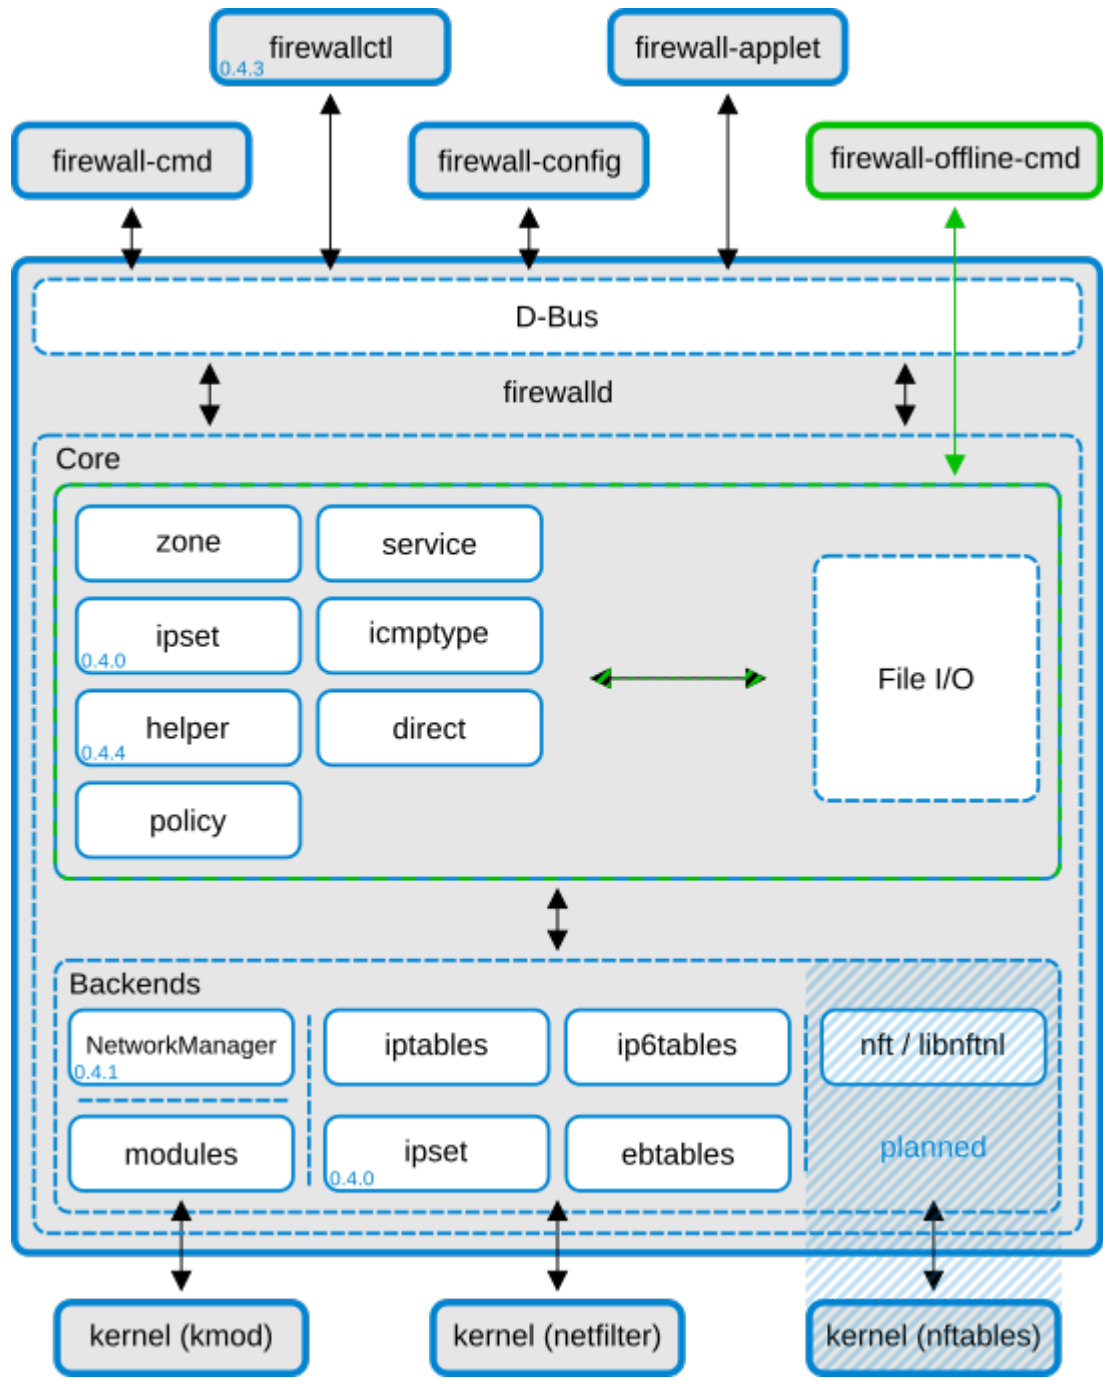 firewallctl
0.4.3
firewall-applet
firewall-cmd
firewall-config
firewall-offline-cmd
D-Bus
firewalld
Core
zone
service
ipset
0.4.0
icmptype
helper
0.4.4
direct
File I/O
policy
Backends
NetworkManager
0.4.1
iptables
ip6tables
nft / libnftnl
modules
ipset
0.4.0
ebtables
planned
kernel (kmod)
kernel (netfilter)
kernel (nftables)